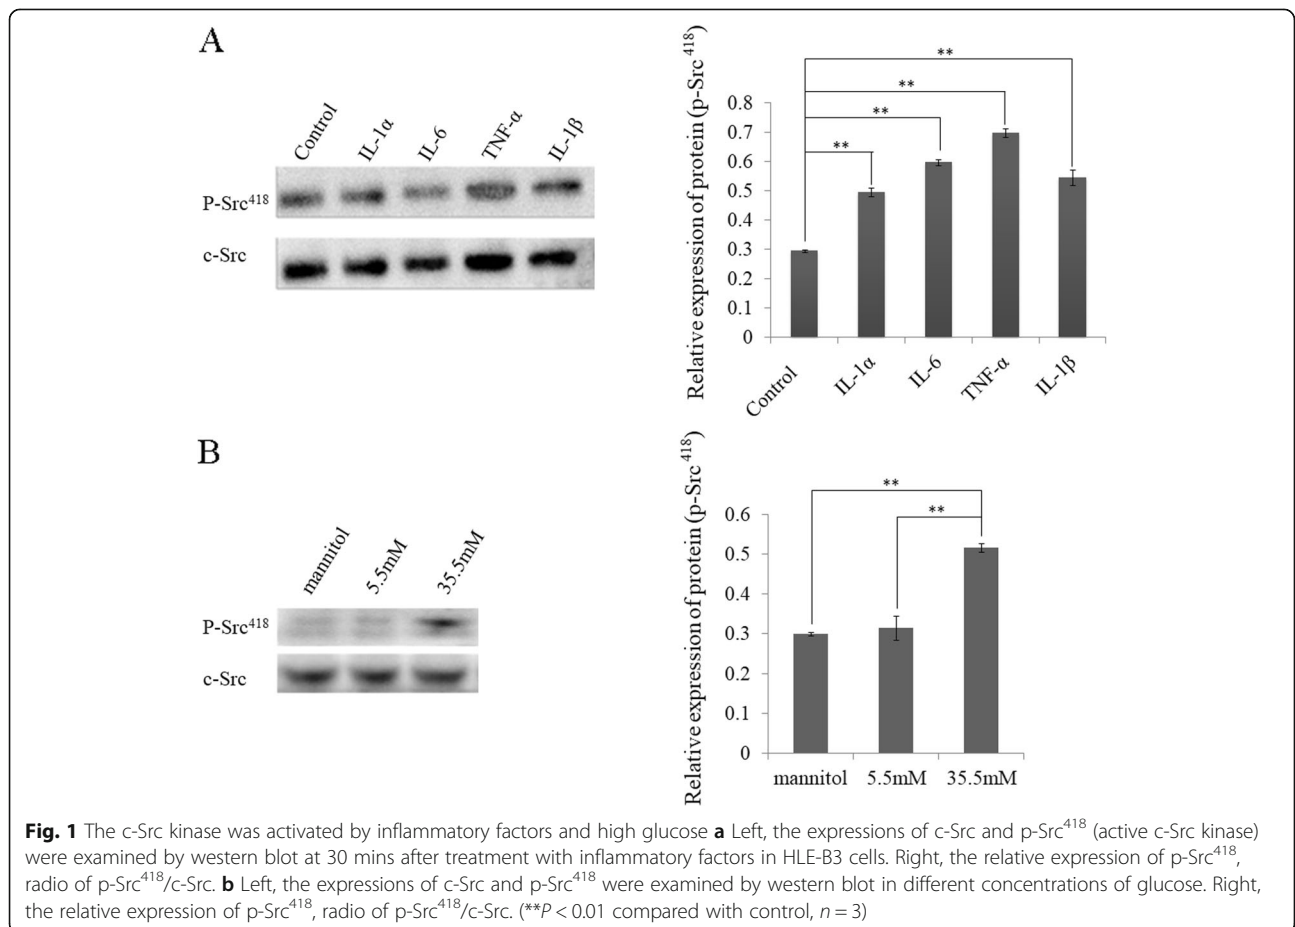 A
Control
IL-1α
IL-6
TNF-α
IL-1β
P-Src418
c-Src
Relative expression of protein (p-Src 418)
0.8
0.7
0.6
0.5
0.4
0.3
0.2
0.1
0
**
**
**
**
Control
IL-1α
IL-6
TNF-α
IL-1β
B
mannitol
5.5mM
35.5mM
P-Src418
c-Src
Relative expression of protein (p-Src 418)
0.6
0.5
0.4
0.3
0.2
0.1
0
**
**
mannitol
5.5mM
35.5mM
Fig. 1 The c-Src kinase was activated by inflammatory factors and high glucose a Left, the expressions of c-Src and p-Src418 (active c-Src kinase)
were examined by western blot at 30 mins after treatment with inflammatory factors in HLE-B3 cells. Right, the relative expression of p-Src418,
radio of p-Src418/c-Src. b Left, the expressions of c-Src and p-Src418 were examined by western blot in different concentrations of glucose. Right,
the relative expression of p-Src418, radio of p-Src418/c-Src. (**P < 0.01 compared with control, n = 3)